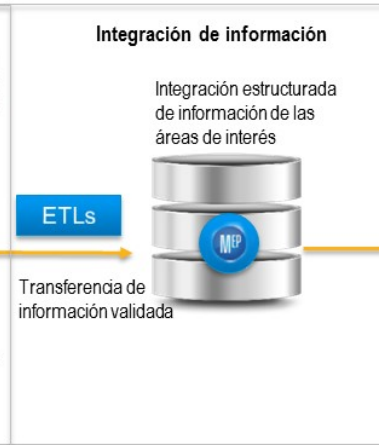 Integración de información
Integración estructurada
de información de las
áreas de interés
ETLs
MEP
Transferencia de
información validada